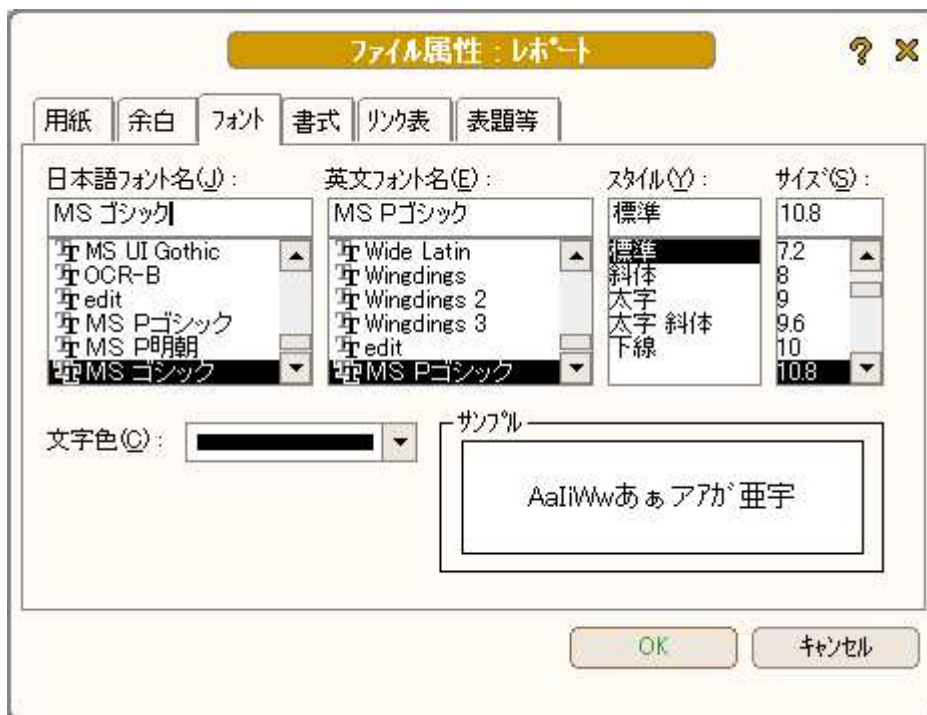 ファイル属性：レポート
用紙 余白 フォント 書式 リンク表 表題等
日本語フォント名(J)： 英文フォント名(E)： スタイル(Y)： サイズ(S)：
MS ゴシック MS Pゴシック 標準 10.8
MS UI Gothic Wide Latin 標準 7.2
OCR-B Wingdings 斜体 8
edit Wingdings 2 太字 9
MS Pゴシック Wingdings 3 太字 斜体 9.6
MS P明朝 edit 下線 10
MS ゴシック MS Pゴシック 10.8
文字色(C)： サンプル
AaIiWwあぁアアガ亜宇
OK キャンセル